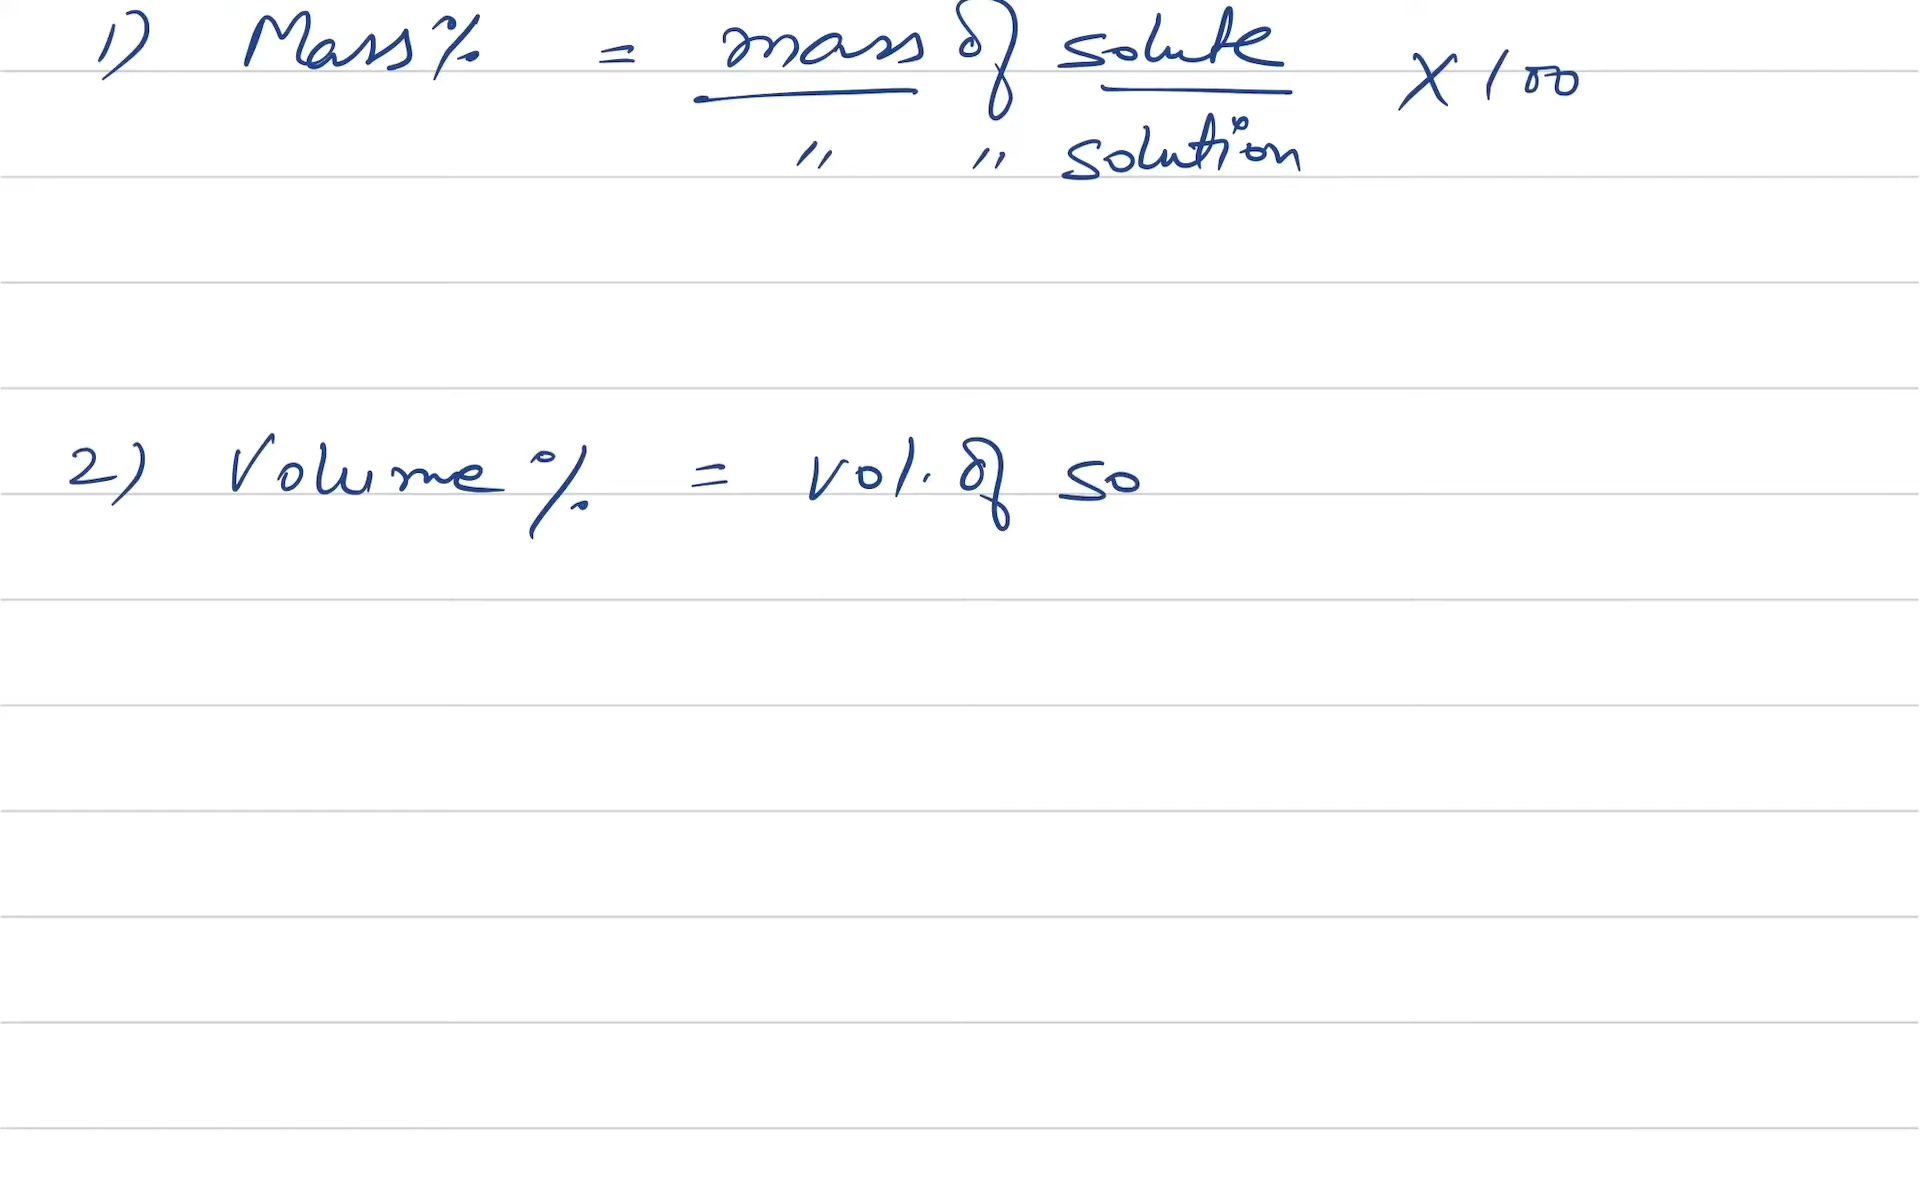 1) Mass % = mass of solute × 100
" " solution
2) Volume % = vol. of so